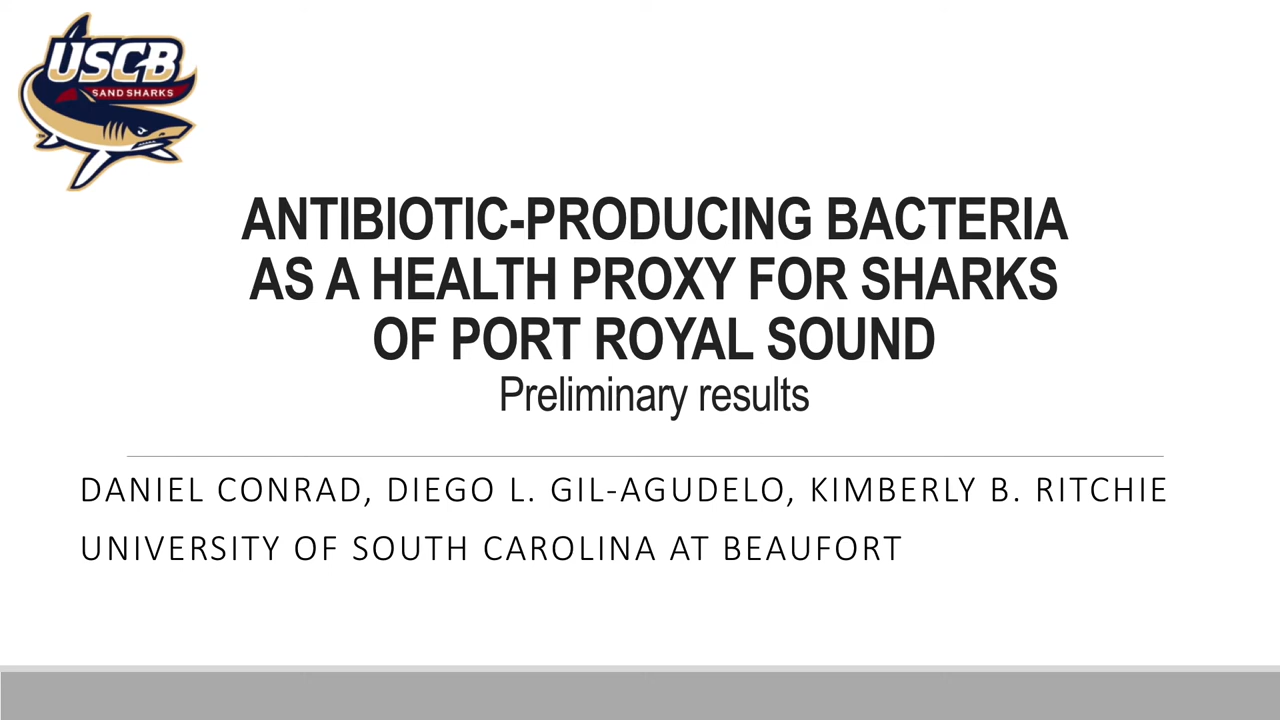 USCB
SAND SHARKS
ANTIBIOTIC-PRODUCING BACTERIA
AS A HEALTH PROXY FOR SHARKS
OF PORT ROYAL SOUND
Preliminary results
DANIEL CONRAD, DIEGO L. GIL-AGUDELO, KIMBERLY B. RITCHIE
UNIVERSITY OF SOUTH CAROLINA AT BEAUFORT